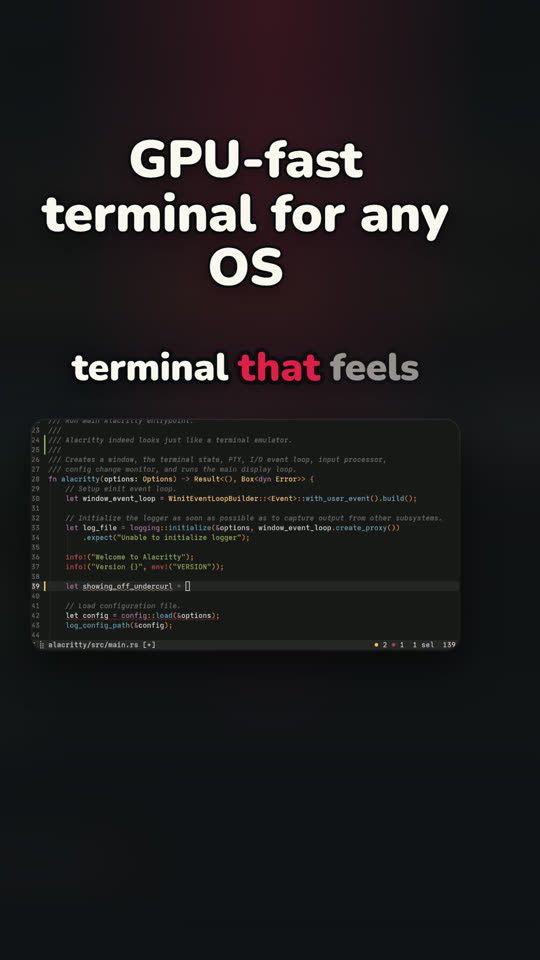 GPU-fast
terminal for any
OS
terminal that feels
/// Run main Alacritty entrypoint.
23 ///
24 /// Alacritty indeed looks just like a terminal emulator.
25 ///
26 /// Creates a window, the terminal state, PTY, I/O event loop, input processor,
27 /// config change monitor, and runs the main display loop.
28 fn alacritty(options: Options) -> Result<(), Box<dyn Error>> {
29 // Setup winit event loop.
30 let window_event_loop = WinitEventLoopBuilder::<Event>::with_user_event().build();
31
32 // Initialize the logger as soon as possible as to capture output from other subsystems.
33 let log_file = logging::initialize(&options, window_event_loop.create_proxy())
34 .expect("Unable to initialize logger");
35
36 info!("Welcome to Alacritty");
37 info!("Version {}", env!("VERSION"));
38
39 let showing_off_undercurl =
40
41 // Load configuration file.
42 let config = config::load(&options);
43 log_config_path(&config);
44
alacritty/src/main.rs [+] ● 2 ● 1 1 sel 139